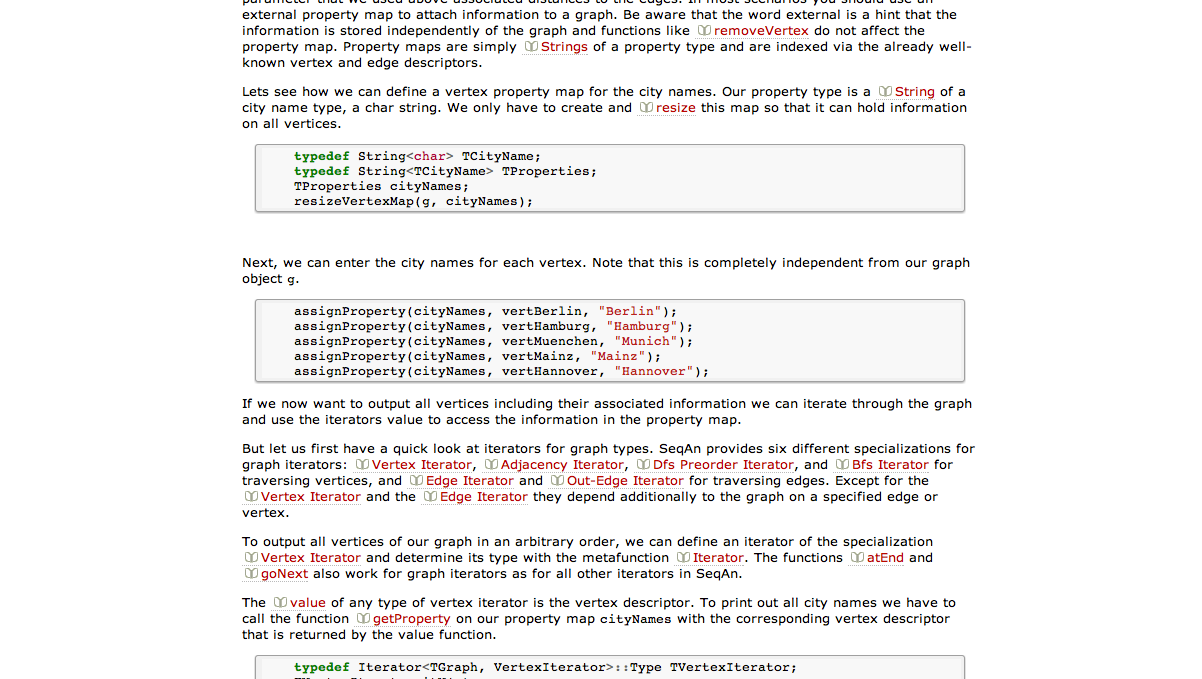 external property map to attach information to a graph. Be aware that the word external is a hint that the
information is stored independently of the graph and functions like removeVertex do not affect the
property map. Property maps are simply Strings of a property type and are indexed via the already well-
known vertex and edge descriptors.
Lets see how we can define a vertex property map for the city names. Our property type is a String of a
city name type, a char string. We only have to create and resize this map so that it can hold information
on all vertices.
typedef String<char> TCityName;
typedef String<TCityName> TProperties;
TProperties cityNames;
resizeVertexMap(g, cityNames);
Next, we can enter the city names for each vertex. Note that this is completely independent from our graph
object g.
assignProperty(cityNames, vertBerlin, "Berlin");
assignProperty(cityNames, vertHamburg, "Hamburg");
assignProperty(cityNames, vertMuenchen, "Munich");
assignProperty(cityNames, vertMainz, "Mainz");
assignProperty(cityNames, vertHannover, "Hannover");
If we now want to output all vertices including their associated information we can iterate through the graph
and use the iterators value to access the information in the property map.
But let us first have a quick look at iterators for graph types. SeqAn provides six different specializations for
graph iterators: Vertex Iterator, Adjacency Iterator, Dfs Preorder Iterator, and Bfs Iterator for
traversing vertices, and Edge Iterator and Out-Edge Iterator for traversing edges. Except for the
Vertex Iterator and the Edge Iterator they depend additionally to the graph on a specified edge or
vertex.
To output all vertices of our graph in an arbitrary order, we can define an iterator of the specialization
Vertex Iterator and determine its type with the metafunction Iterator. The functions atEnd and
goNext also work for graph iterators as for all other iterators in SeqAn.
The value of any type of vertex iterator is the vertex descriptor. To print out all city names we have to
call the function getProperty on our property map cityNames with the corresponding vertex descriptor
that is returned by the value function.
typedef Iterator<TGraph, VertexIterator>::Type TVertexIterator;